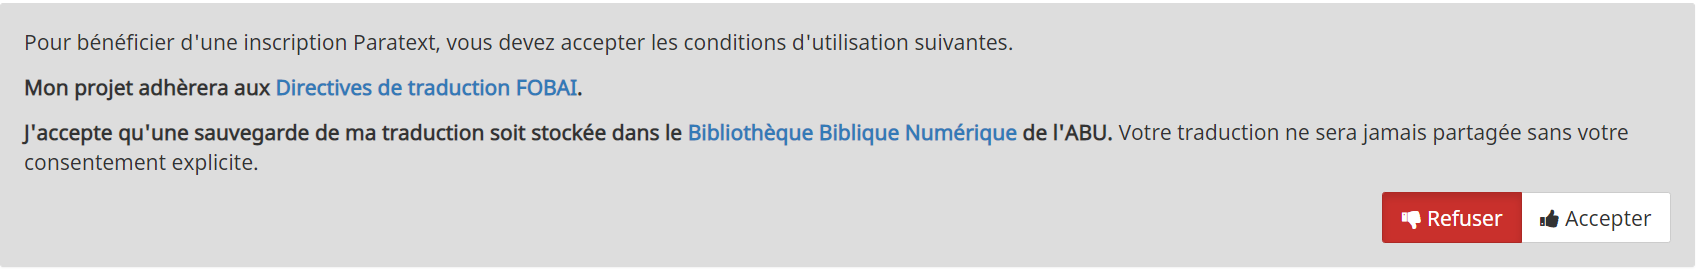 Pour bénéficier d'une inscription Paratext, vous devez accepter les conditions d'utilisation suivantes.
Mon projet adhèrera aux Directives de traduction FOBAI.
J'accepte qu'une sauvegarde de ma traduction soit stockée dans le Bibliothèque Biblique Numérique de l'ABU. Votre traduction ne sera jamais partagée sans votre
consentement explicite.
Refuser Accepter